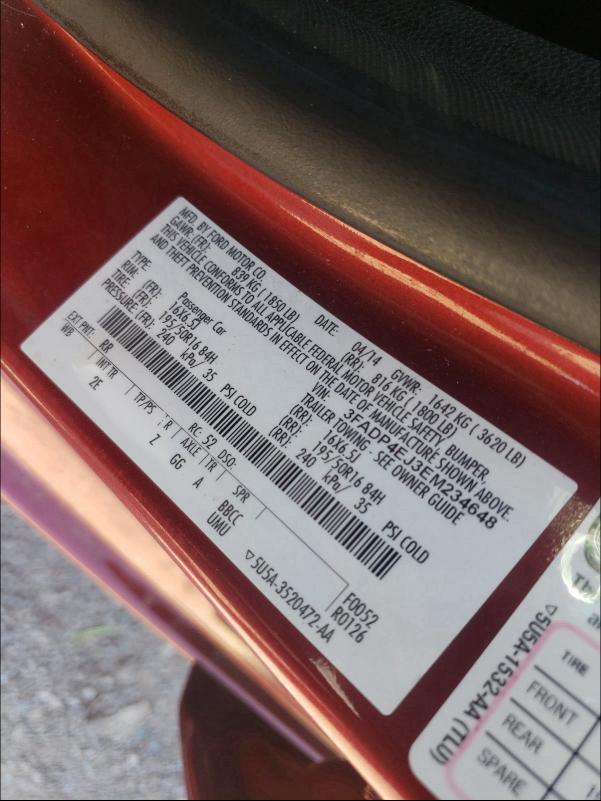 MFD. BY FORD MOTOR CO.
DATE: 04/14 GVWR: 1642 KG ( 3620 LB)
GAWR: (FR): 839 KG ( 1850LB) (RR): 816 KG ( 1800 LB)
THIS VEHICLE CONFORMS TO ALL APPLICABLE FEDERAL MOTOR VEHICLE SAFETY, BUMPER,
AND THEFT PREVENTION STANDARDS IN EFFECT ON THE DATE OF MANUFACTURE SHOWN ABOVE.
VIN: 3FADP4EJ3EM234648
TYPE: Passenger Car TRAILER TOWING - SEE OWNER GUIDE
RIM: (FR): 16X6.5J (RR): 16X6.5J
TIRE: (FR): 195/50R16 84H (RR): 195/50R16 84H
PRESSURE (FR): 240 kPa/ 35 PSI COLD (RR): 240 kPa/ 35 PSI COLD
EXT PNT: RR RC: 52 DSO:
WB INT TR TP/PS R AXLE TR SPR F0052
2E Z GG A BBCC R0126
UMU
▽5U5A-3520472-AA
▽5U5A-1532-AA (TLU)
TIRE
FRONT
REAR
SPARE